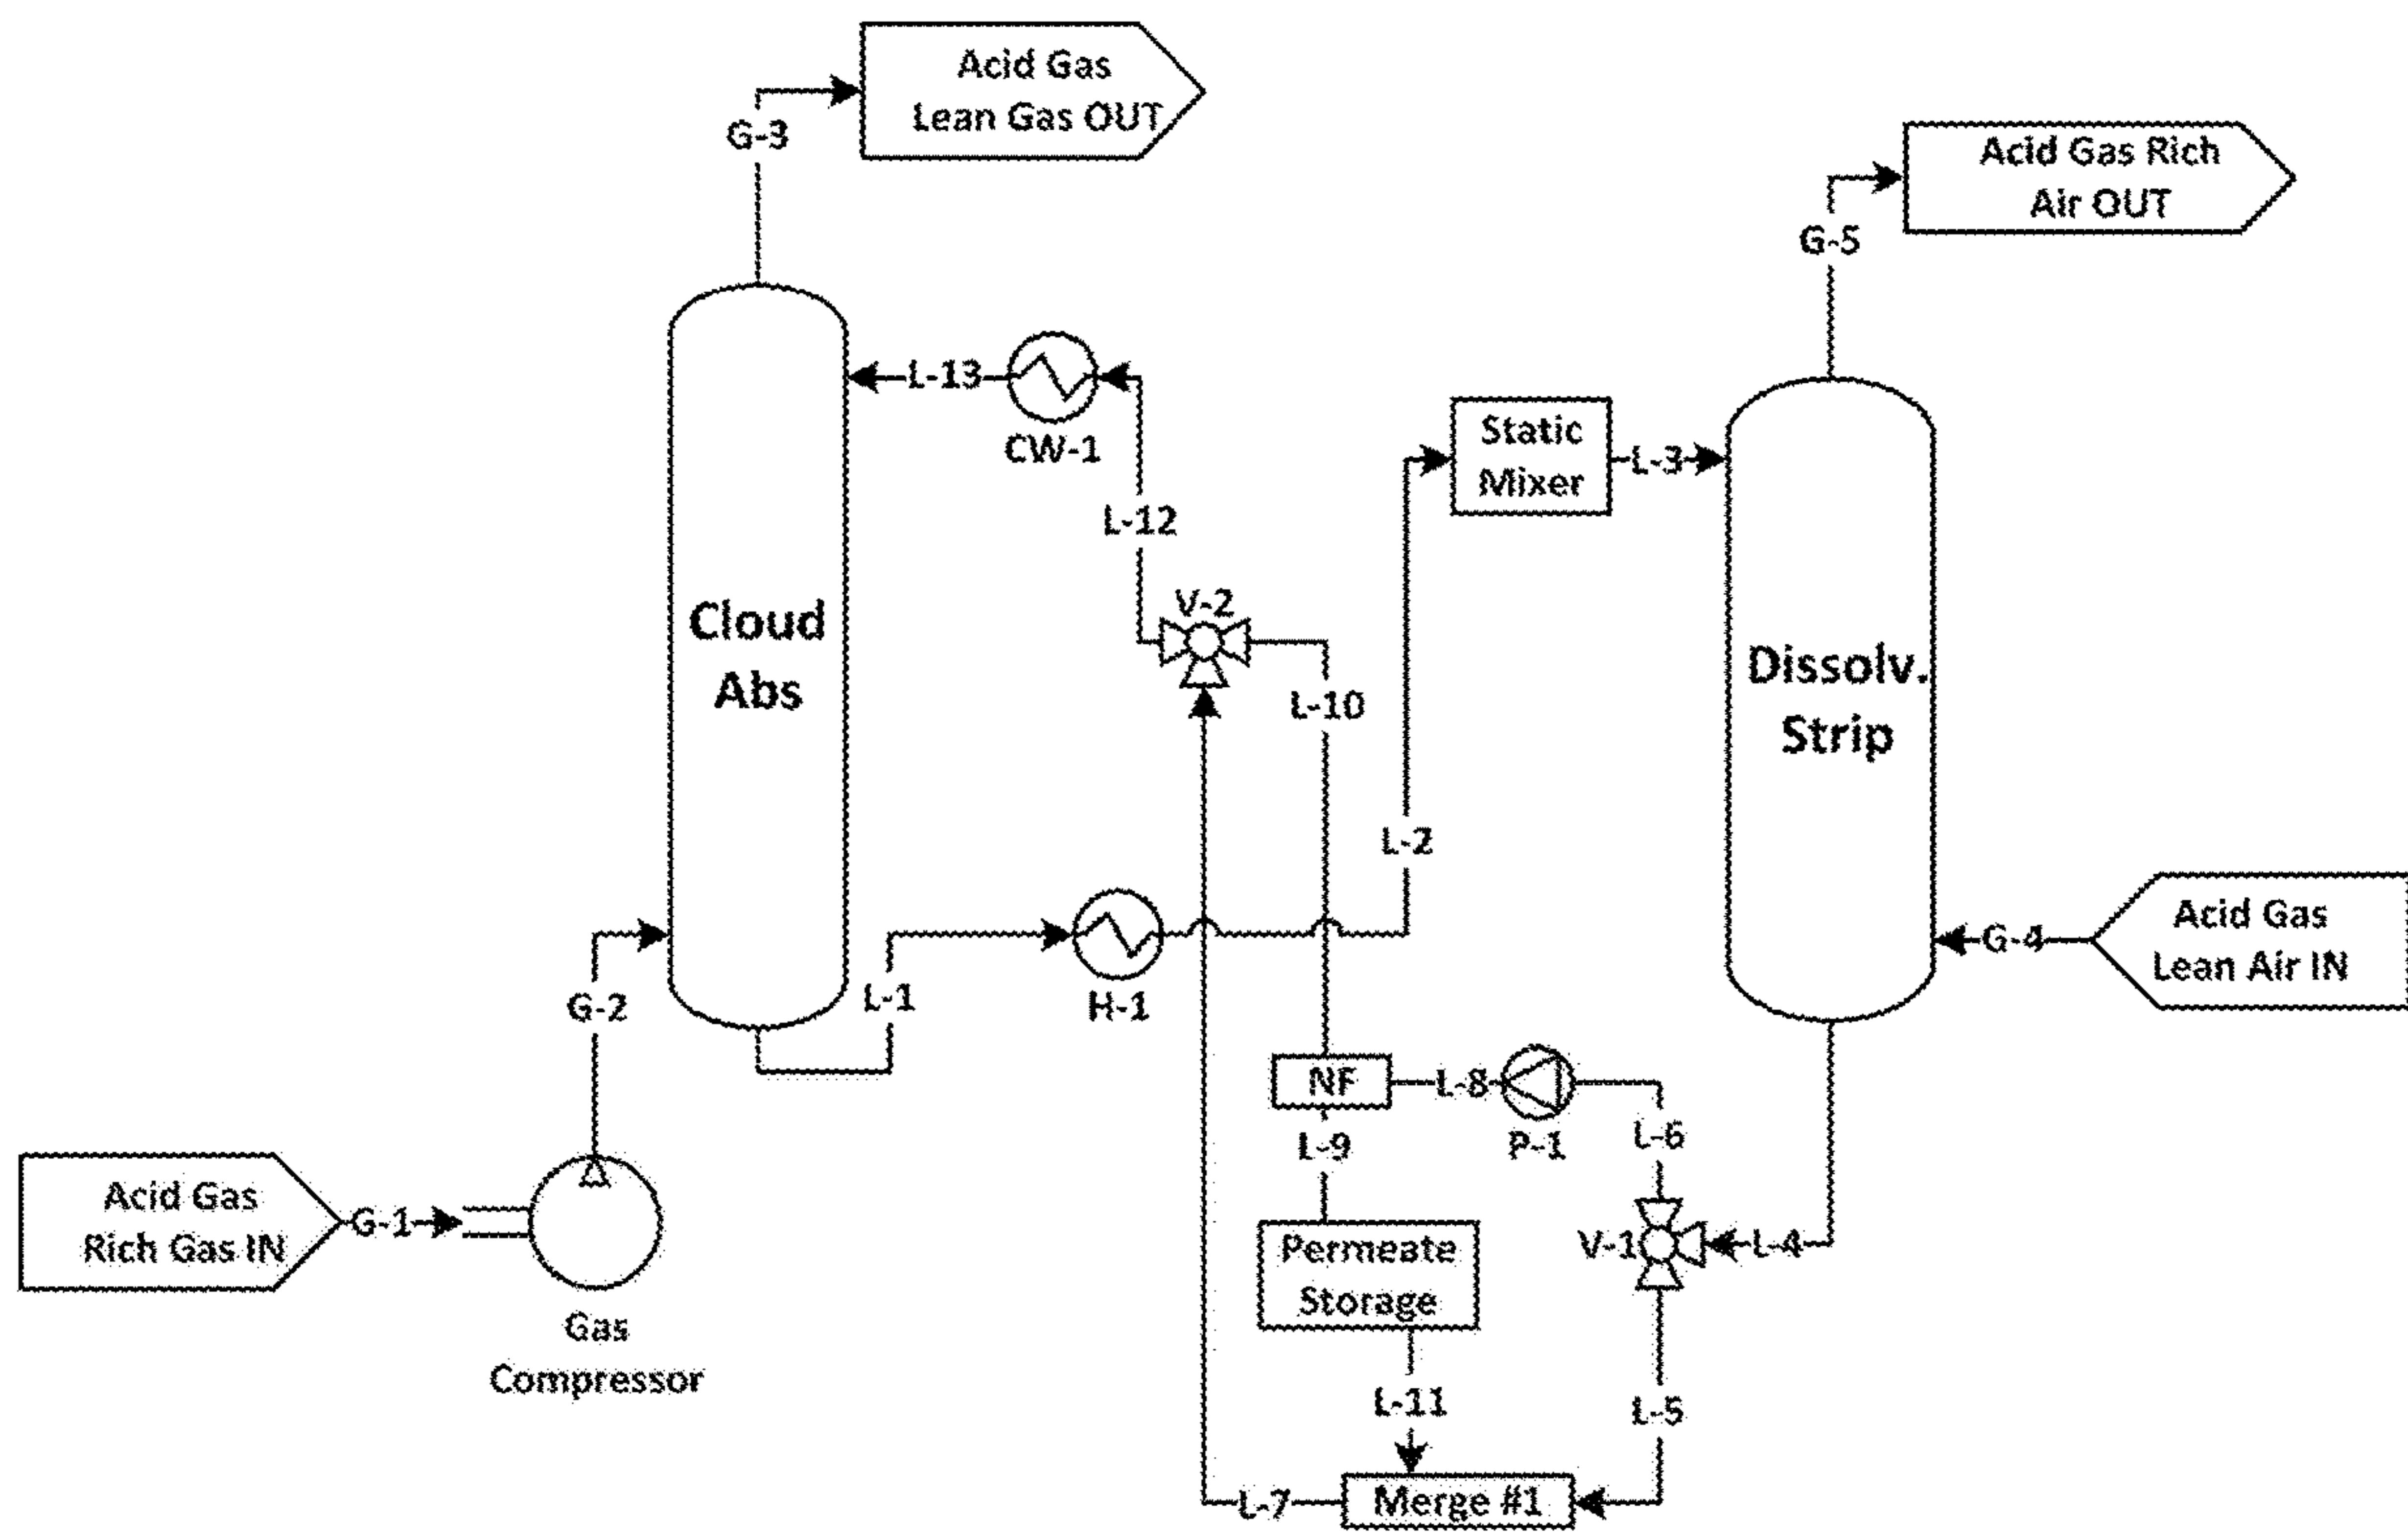 Acid Gas
Lean Gas OUT
G-3
Acid Gas Rich
Air OUT
G-5
L-13
CW-1
Static
Mixer
L-3
L-12
V-2
Cloud
Abs
L-10
Dissolv.
Strip
L-2
G-2
L-1
H-1
G-4
Acid Gas
Lean Air IN
NF
L-8
P-1
L-6
L-9
Acid Gas
Rich Gas IN
G-1
Gas
Compressor
Permeate
Storage
V-1
L-4
L-11
L-5
L-7
Merge #1